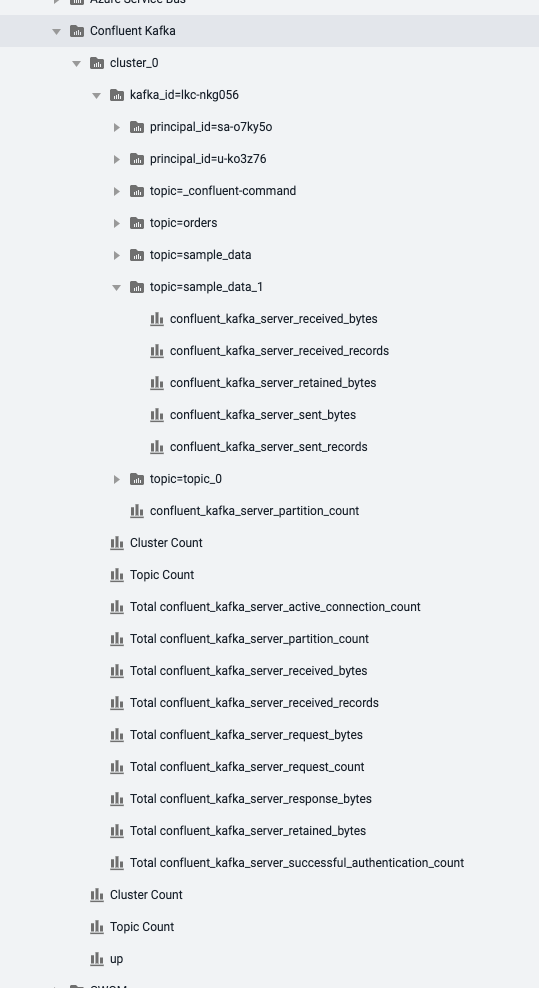 Azure Service Bus
Confluent Kafka
cluster_0
kafka_id=lkc-nkg056
principal_id=sa-o7ky5o
principal_id=u-ko3z76
topic=_confluent-command
topic=orders
topic=sample_data
topic=sample_data_1
confluent_kafka_server_received_bytes
confluent_kafka_server_received_records
confluent_kafka_server_retained_bytes
confluent_kafka_server_sent_bytes
confluent_kafka_server_sent_records
topic=topic_0
confluent_kafka_server_partition_count
Cluster Count
Topic Count
Total confluent_kafka_server_active_connection_count
Total confluent_kafka_server_partition_count
Total confluent_kafka_server_received_bytes
Total confluent_kafka_server_received_records
Total confluent_kafka_server_request_bytes
Total confluent_kafka_server_request_count
Total confluent_kafka_server_response_bytes
Total confluent_kafka_server_retained_bytes
Total confluent_kafka_server_successful_authentication_count
Cluster Count
Topic Count
up